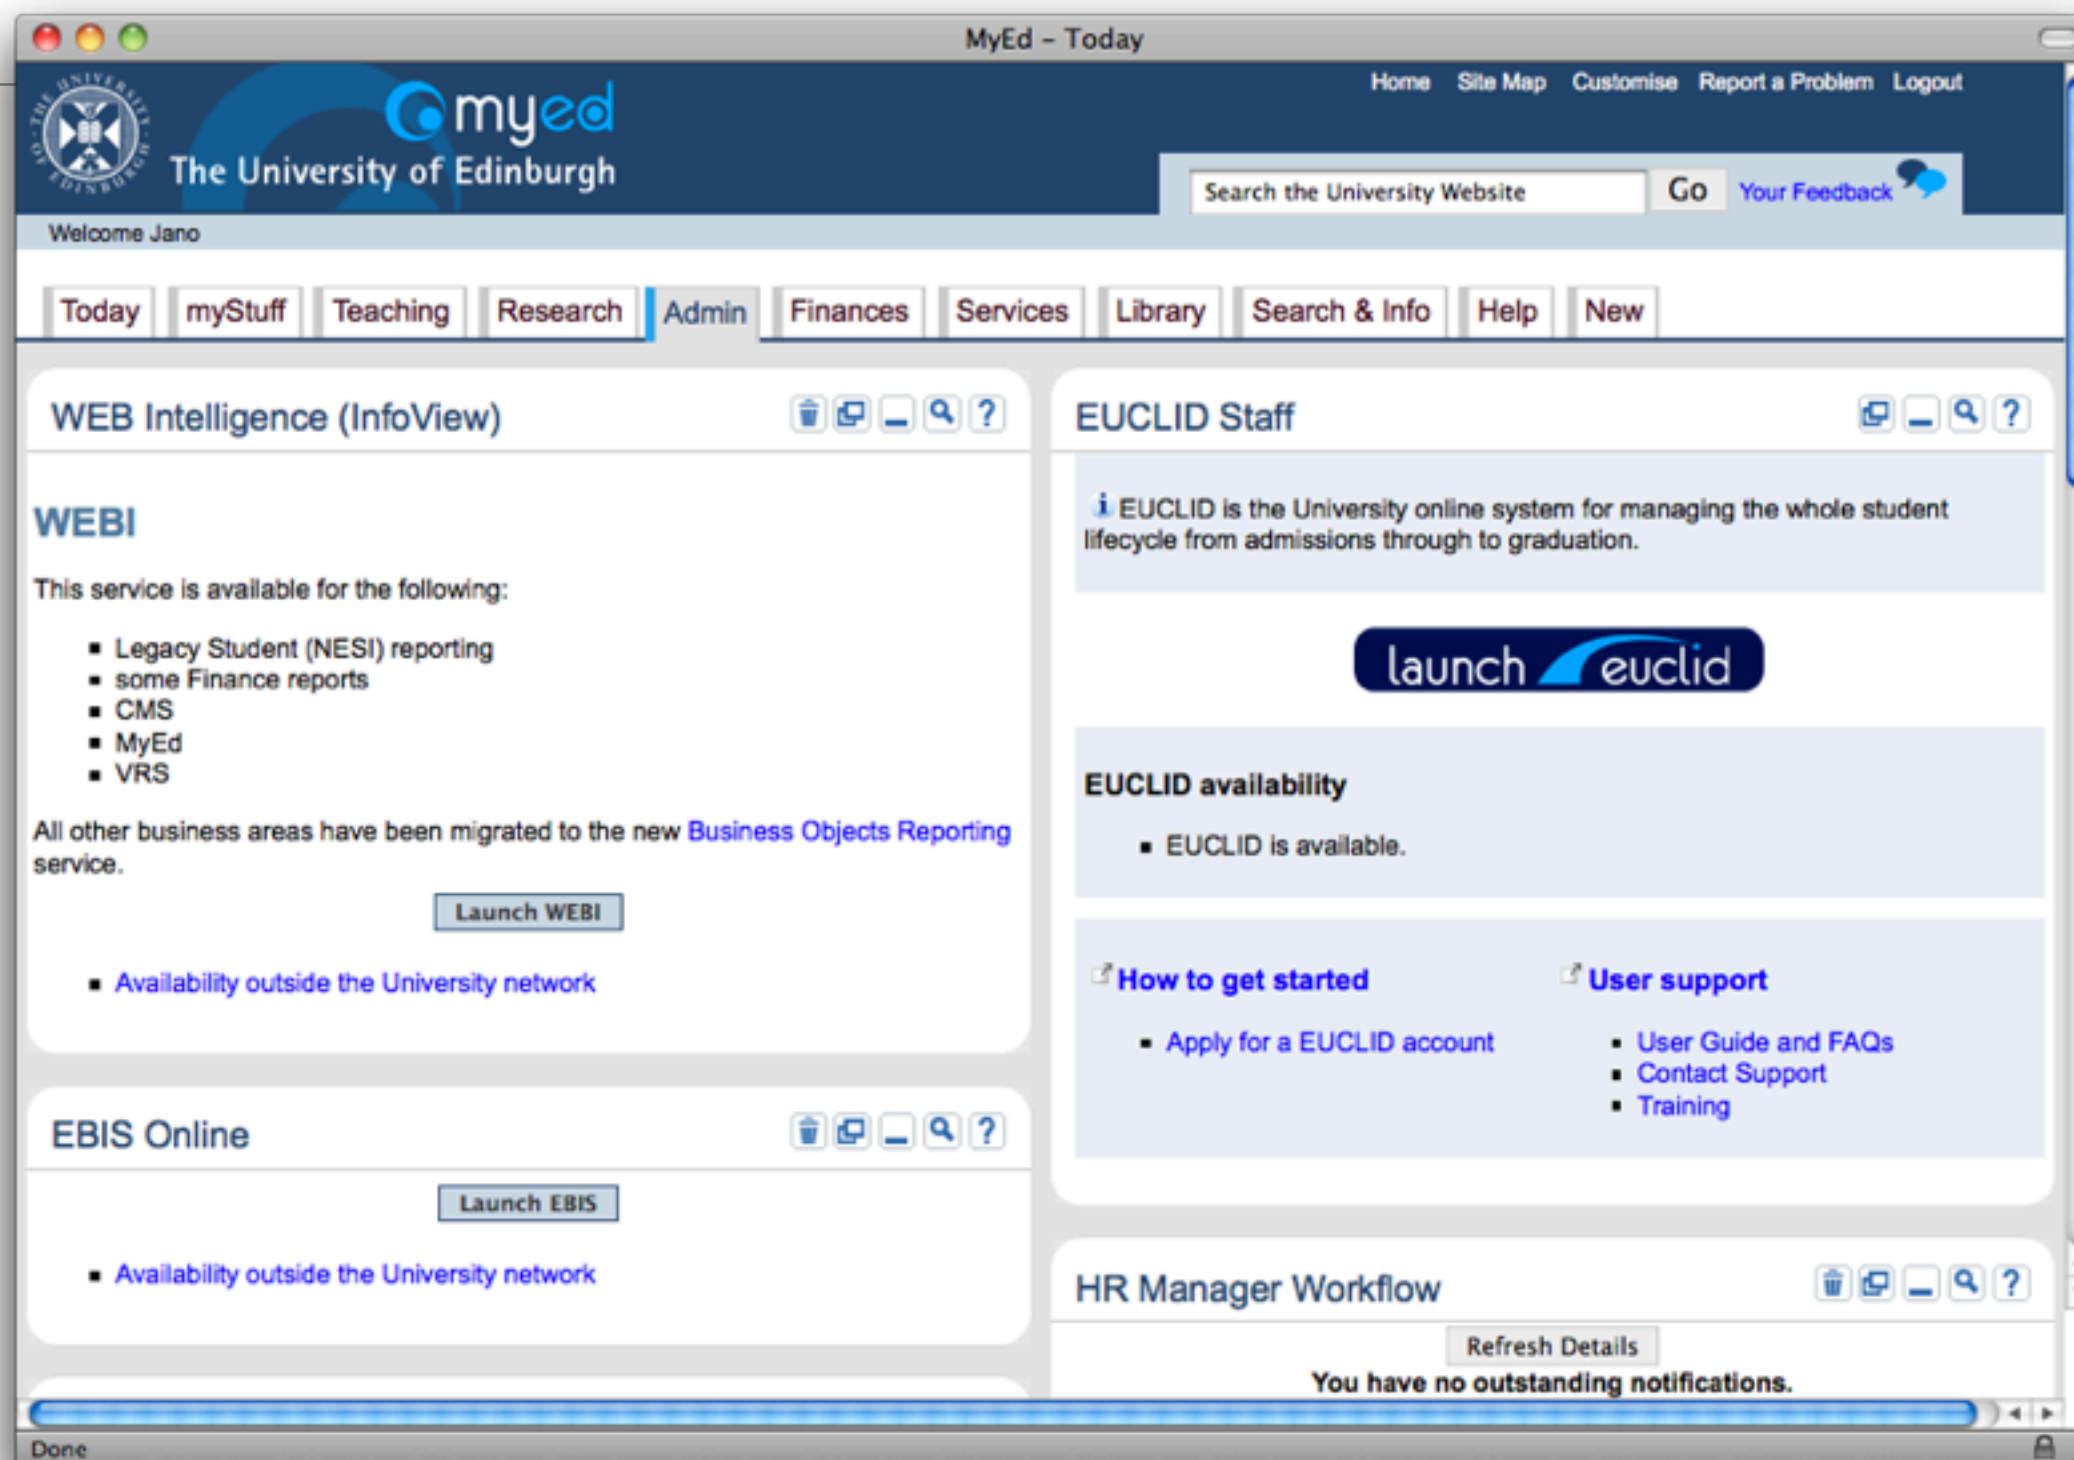 MyEd – Today
Home Site Map Customise Report a Problem Logout
THE UNIVERSITY OF EDINBURGH
myed
The University of Edinburgh
Search the University Website Go Your Feedback
Welcome Jano
Today myStuff Teaching Research Admin Finances Services Library Search & Info Help New
WEB Intelligence (InfoView) ?
WEBI
This service is available for the following:
Legacy Student (NESI) reporting
some Finance reports
CMS
MyEd
VRS
All other business areas have been migrated to the new Business Objects Reporting
service.
Launch WEBI
Availability outside the University network
EBIS Online ?
Launch EBIS
Availability outside the University network
EUCLID Staff ?
i EUCLID is the University online system for managing the whole student
lifecycle from admissions through to graduation.
launch euclid
EUCLID availability
EUCLID is available.
How to get started
Apply for a EUCLID account
User support
User Guide and FAQs
Contact Support
Training
HR Manager Workflow ?
Refresh Details
You have no outstanding notifications.
Done